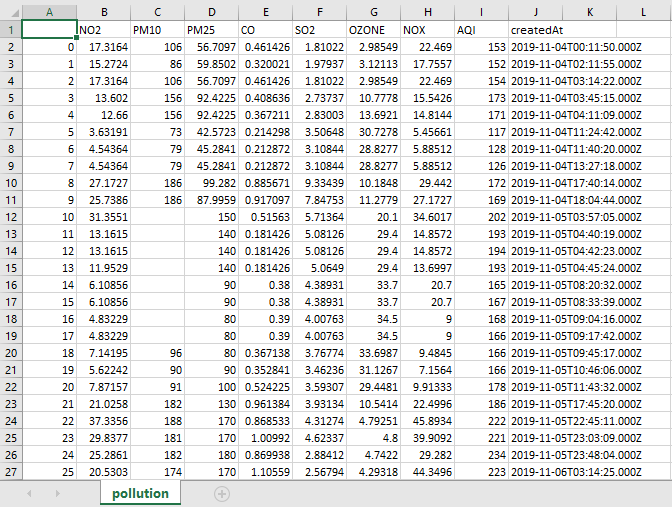 A B C D E F G H I J K L
1 NO2 PM10 PM25 CO SO2 OZONE NOX AQI createdAt
2 0 17.3164 106 56.7097 0.461426 1.81022 2.98549 22.469 153 2019-11-04T00:11:50.000Z
3 1 15.2724 86 59.8502 0.320021 1.97937 3.12113 17.7557 152 2019-11-04T02:11:55.000Z
4 2 17.3164 106 56.7097 0.461426 1.81022 2.98549 22.469 154 2019-11-04T03:14:22.000Z
5 3 13.602 156 92.4225 0.408636 2.73737 10.7778 15.5426 173 2019-11-04T03:45:15.000Z
6 4 12.66 156 92.4225 0.367211 2.83003 13.6921 14.8144 171 2019-11-04T04:11:09.000Z
7 5 3.63191 73 42.5723 0.214298 3.50648 30.7278 5.45661 117 2019-11-04T11:24:42.000Z
8 6 4.54364 79 45.2841 0.212872 3.10844 28.8277 5.88512 128 2019-11-04T11:40:20.000Z
9 7 4.54364 79 45.2841 0.212872 3.10844 28.8277 5.88512 126 2019-11-04T13:27:18.000Z
10 8 27.1727 186 99.282 0.885671 9.33439 10.1848 29.442 172 2019-11-04T17:40:14.000Z
11 9 25.7386 186 87.9959 0.917097 7.84753 11.2779 27.1727 169 2019-11-04T18:04:44.000Z
12 10 31.3551 150 0.51563 5.71364 20.1 34.6017 202 2019-11-05T03:57:05.000Z
13 11 13.1615 140 0.181426 5.08126 29.4 14.8572 193 2019-11-05T04:40:19.000Z
14 12 13.1615 140 0.181426 5.08126 29.4 14.8572 194 2019-11-05T04:42:23.000Z
15 13 11.9529 140 0.181426 5.0649 29.4 13.6997 193 2019-11-05T04:45:24.000Z
16 14 6.10856 90 0.38 4.38931 33.7 20.7 165 2019-11-05T08:20:32.000Z
17 15 6.10856 90 0.38 4.38931 33.7 20.7 167 2019-11-05T08:33:39.000Z
18 16 4.83229 80 0.39 4.00763 34.5 9 168 2019-11-05T09:04:16.000Z
19 17 4.83229 80 0.39 4.00763 34.5 9 166 2019-11-05T09:17:42.000Z
20 18 7.14195 96 80 0.367138 3.76774 33.6987 9.4845 166 2019-11-05T09:45:17.000Z
21 19 5.62242 90 90 0.352841 3.46236 31.1267 7.1564 166 2019-11-05T10:46:06.000Z
22 20 7.87157 91 100 0.524225 3.59307 29.4481 9.91333 178 2019-11-05T11:43:32.000Z
23 21 21.0258 182 130 0.961384 3.93134 10.5414 22.4996 186 2019-11-05T17:45:20.000Z
24 22 37.3356 188 170 0.868533 4.31274 4.79251 45.8934 222 2019-11-05T22:45:11.000Z
25 23 29.8377 181 170 1.00992 4.62337 4.8 39.9092 221 2019-11-05T23:03:09.000Z
26 24 25.2861 182 180 0.869938 2.88412 4.7422 29.282 234 2019-11-05T23:48:04.000Z
27 25 20.5303 174 170 1.10559 2.56794 4.29318 44.3496 223 2019-11-06T03:14:25.000Z
pollution